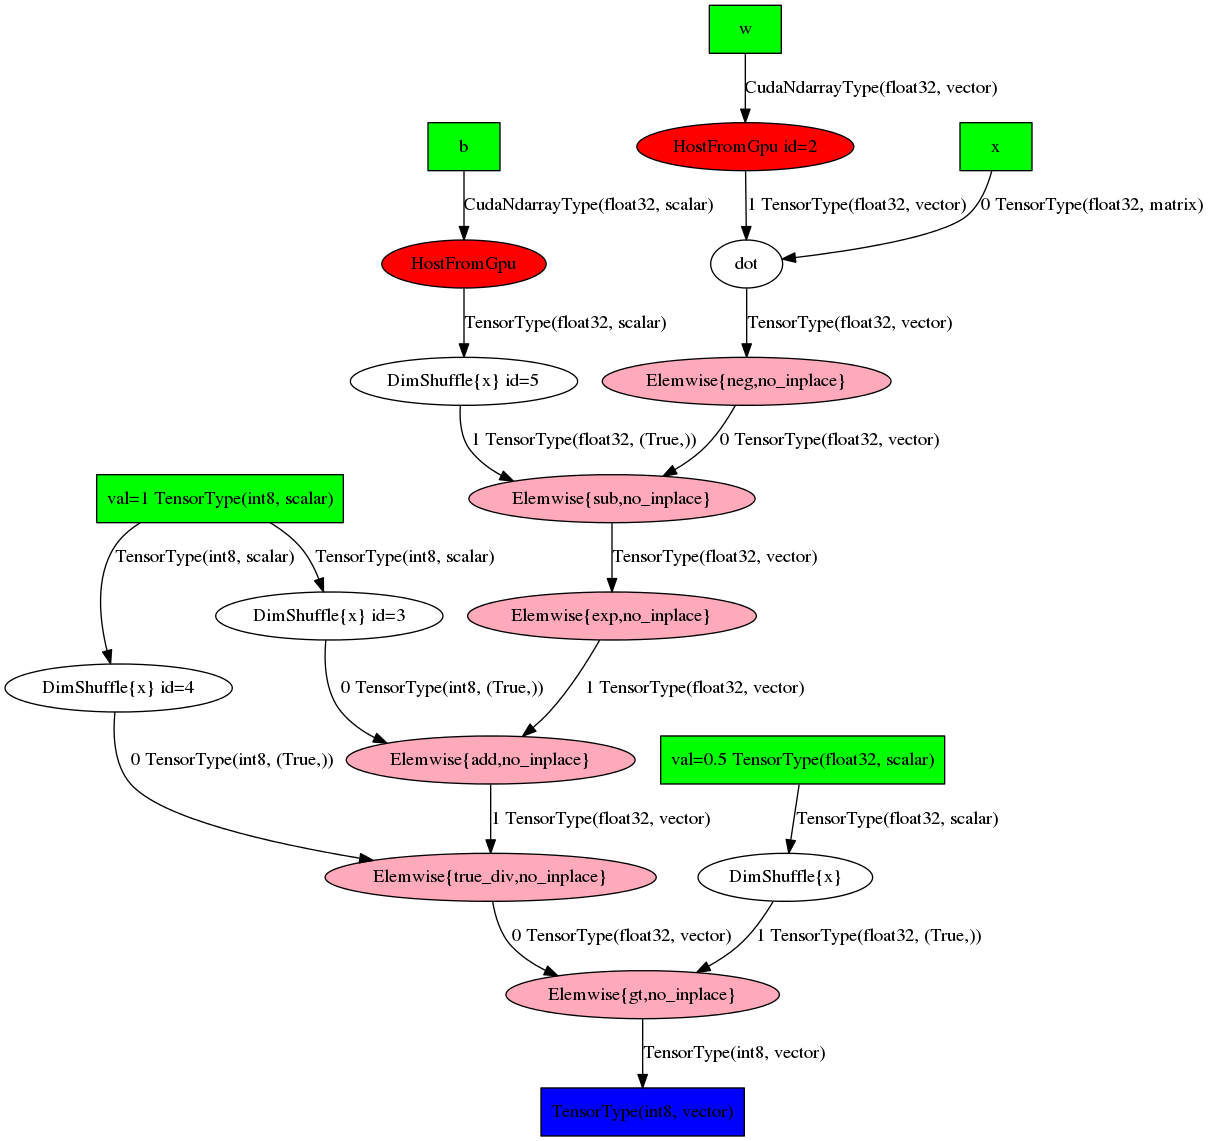 w
CudaNdarrayType(float32, vector)
b
HostFromGpu id=2
x
CudaNdarrayType(float32, scalar)
1 TensorType(float32, vector)
0 TensorType(float32, matrix)
HostFromGpu
dot
TensorType(float32, scalar)
TensorType(float32, vector)
DimShuffle{x} id=5
Elemwise{neg,no_inplace}
1 TensorType(float32, (True,))
0 TensorType(float32, vector)
val=1 TensorType(int8, scalar)
Elemwise{sub,no_inplace}
TensorType(int8, scalar)
TensorType(int8, scalar)
TensorType(float32, vector)
DimShuffle{x} id=3
Elemwise{exp,no_inplace}
DimShuffle{x} id=4
0 TensorType(int8, (True,))
1 TensorType(float32, vector)
0 TensorType(int8, (True,))
Elemwise{add,no_inplace}
val=0.5 TensorType(float32, scalar)
1 TensorType(float32, vector)
TensorType(float32, scalar)
Elemwise{true_div,no_inplace}
DimShuffle{x}
0 TensorType(float32, vector)
1 TensorType(float32, (True,))
Elemwise{gt,no_inplace}
TensorType(int8, vector)
TensorType(int8, vector)